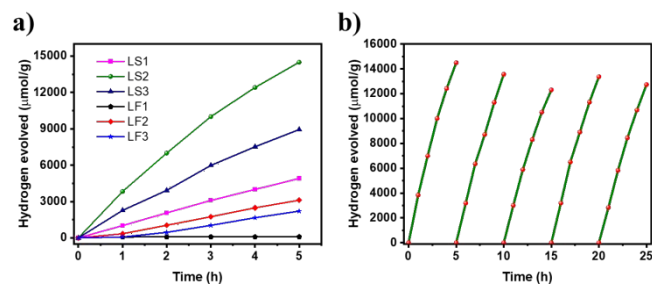 a)
Hydrogen evolved (μmol/g)
15000
12000
9000
6000
3000
0
LS1
LS2
LS3
LF1
LF2
LF3
0 1 2 3 4 5
Time (h)
b)
Hydrogen evolved (μmol/g)
16000
14000
12000
10000
8000
6000
4000
2000
0
0 5 10 15 20 25
Time (h)